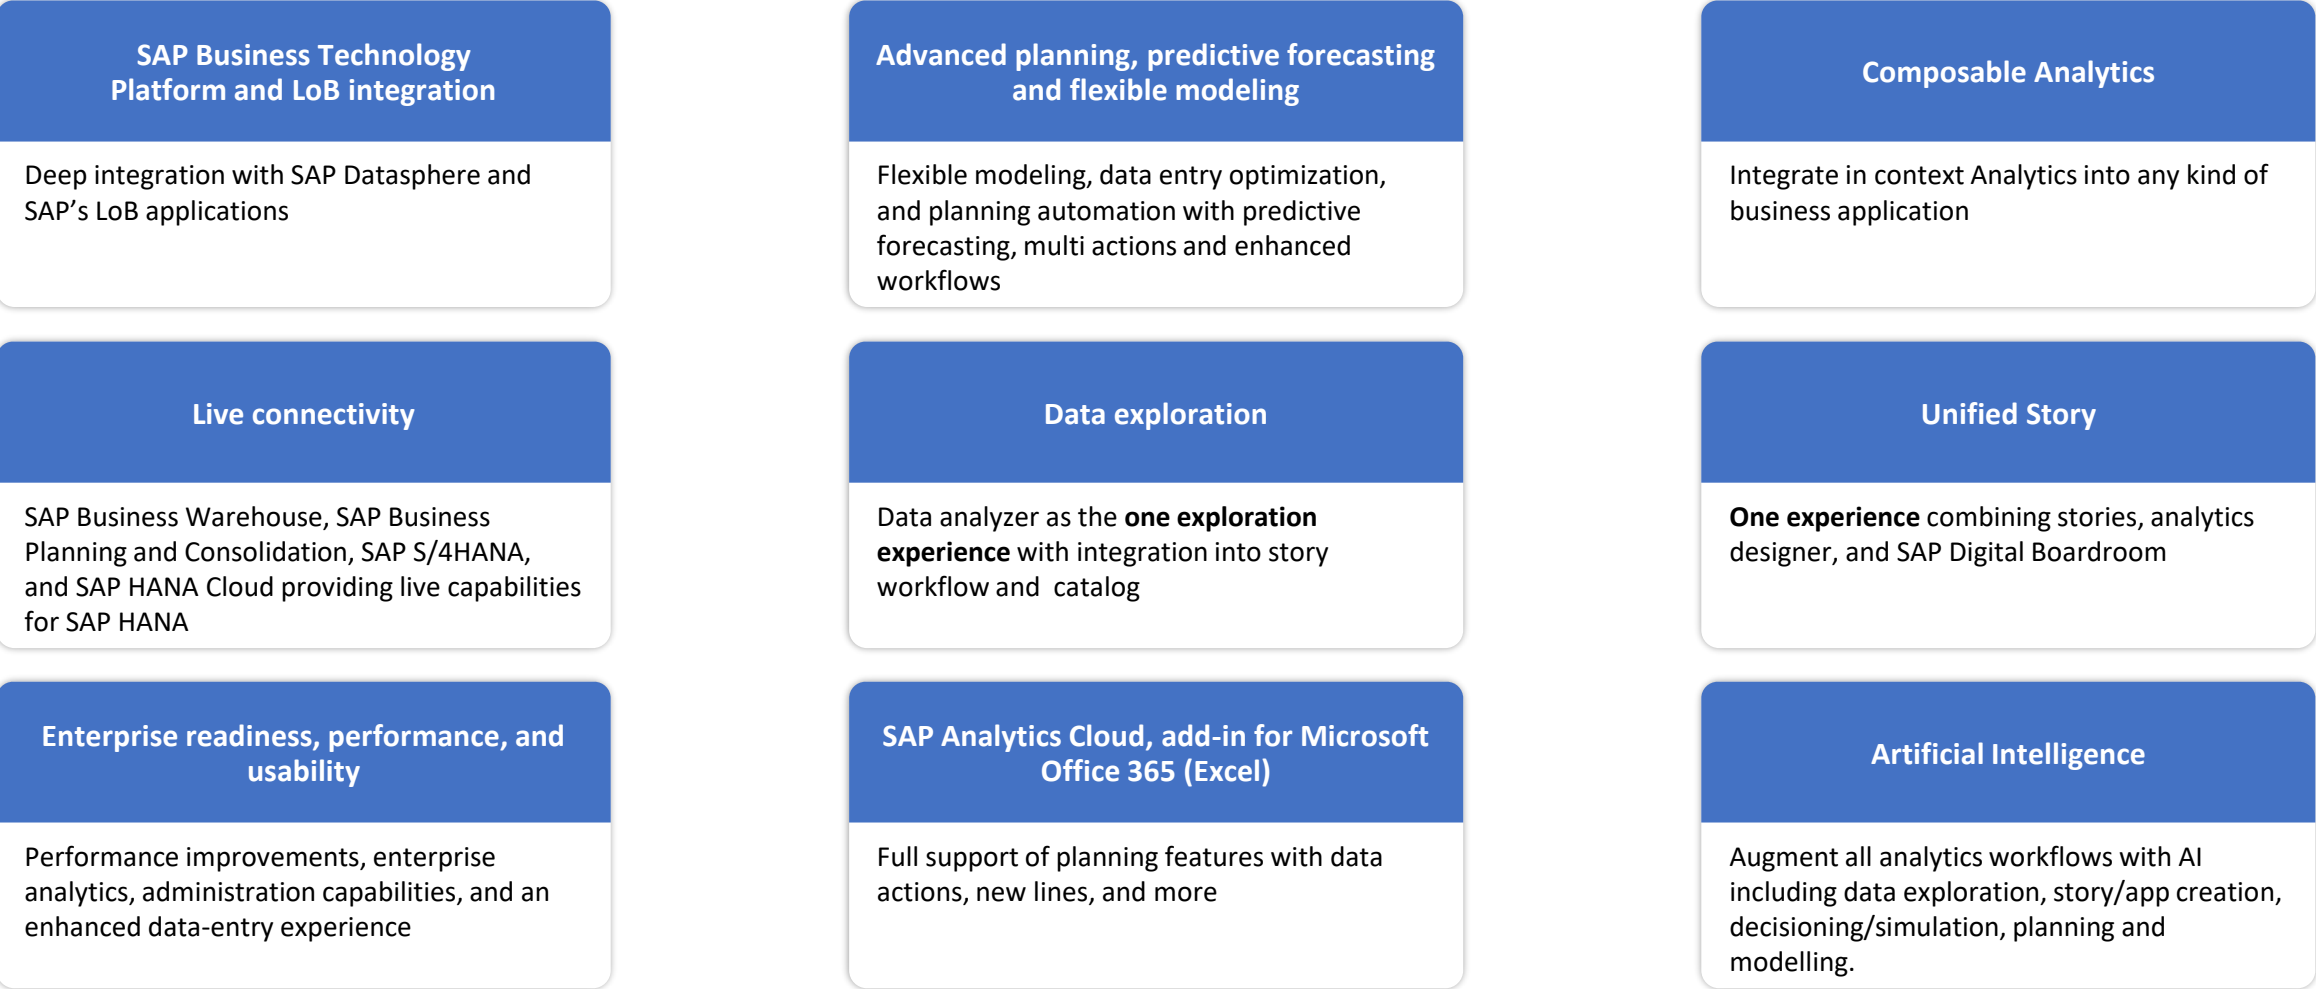 SAP Business Technology
Platform and LoB integration
Deep integration with SAP Datasphere and
SAP’s LoB applications
Advanced planning, predictive forecasting
and flexible modeling
Flexible modeling, data entry optimization,
and planning automation with predictive
forecasting, multi actions and enhanced
workflows
Composable Analytics
Integrate in context Analytics into any kind of
business application
Live connectivity
SAP Business Warehouse, SAP Business
Planning and Consolidation, SAP S/4HANA,
and SAP HANA Cloud providing live capabilities
for SAP HANA
Data exploration
Data analyzer as the one exploration
experience with integration into story
workflow and  catalog
Unified Story
One experience combining stories, analytics
designer, and SAP Digital Boardroom
Enterprise readiness, performance, and
usability
Performance improvements, enterprise
analytics, administration capabilities, and an
enhanced data-entry experience
SAP Analytics Cloud, add-in for Microsoft
Office 365 (Excel)
Full support of planning features with data
actions, new lines, and more
Artificial Intelligence
Augment all analytics workflows with AI
including data exploration, story/app creation,
decisioning/simulation, planning and
modelling.